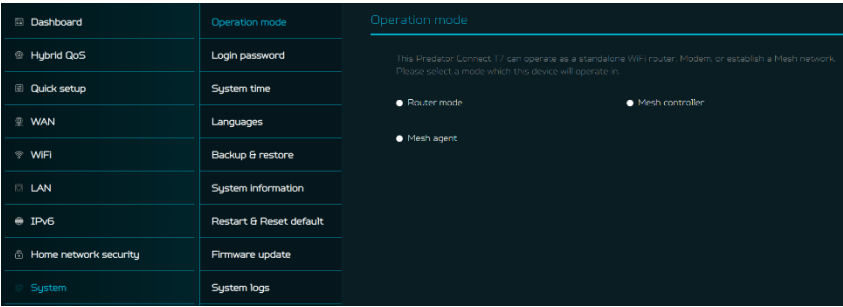 Dashboard
Hybrid QoS
Quick setup
WAN
WiFi
LAN
IPv6
Home network security
System
Operation mode
Login password
System time
Languages
Backup & restore
System information
Restart & Reset default
Firmware update
System logs
Operation mode
This Predator Connect T7 can operate as a standalone WiFi router, Modem, or establish a Mesh network.
Please select a mode which this device will operate in.
Router mode
Mesh controller
Mesh agent